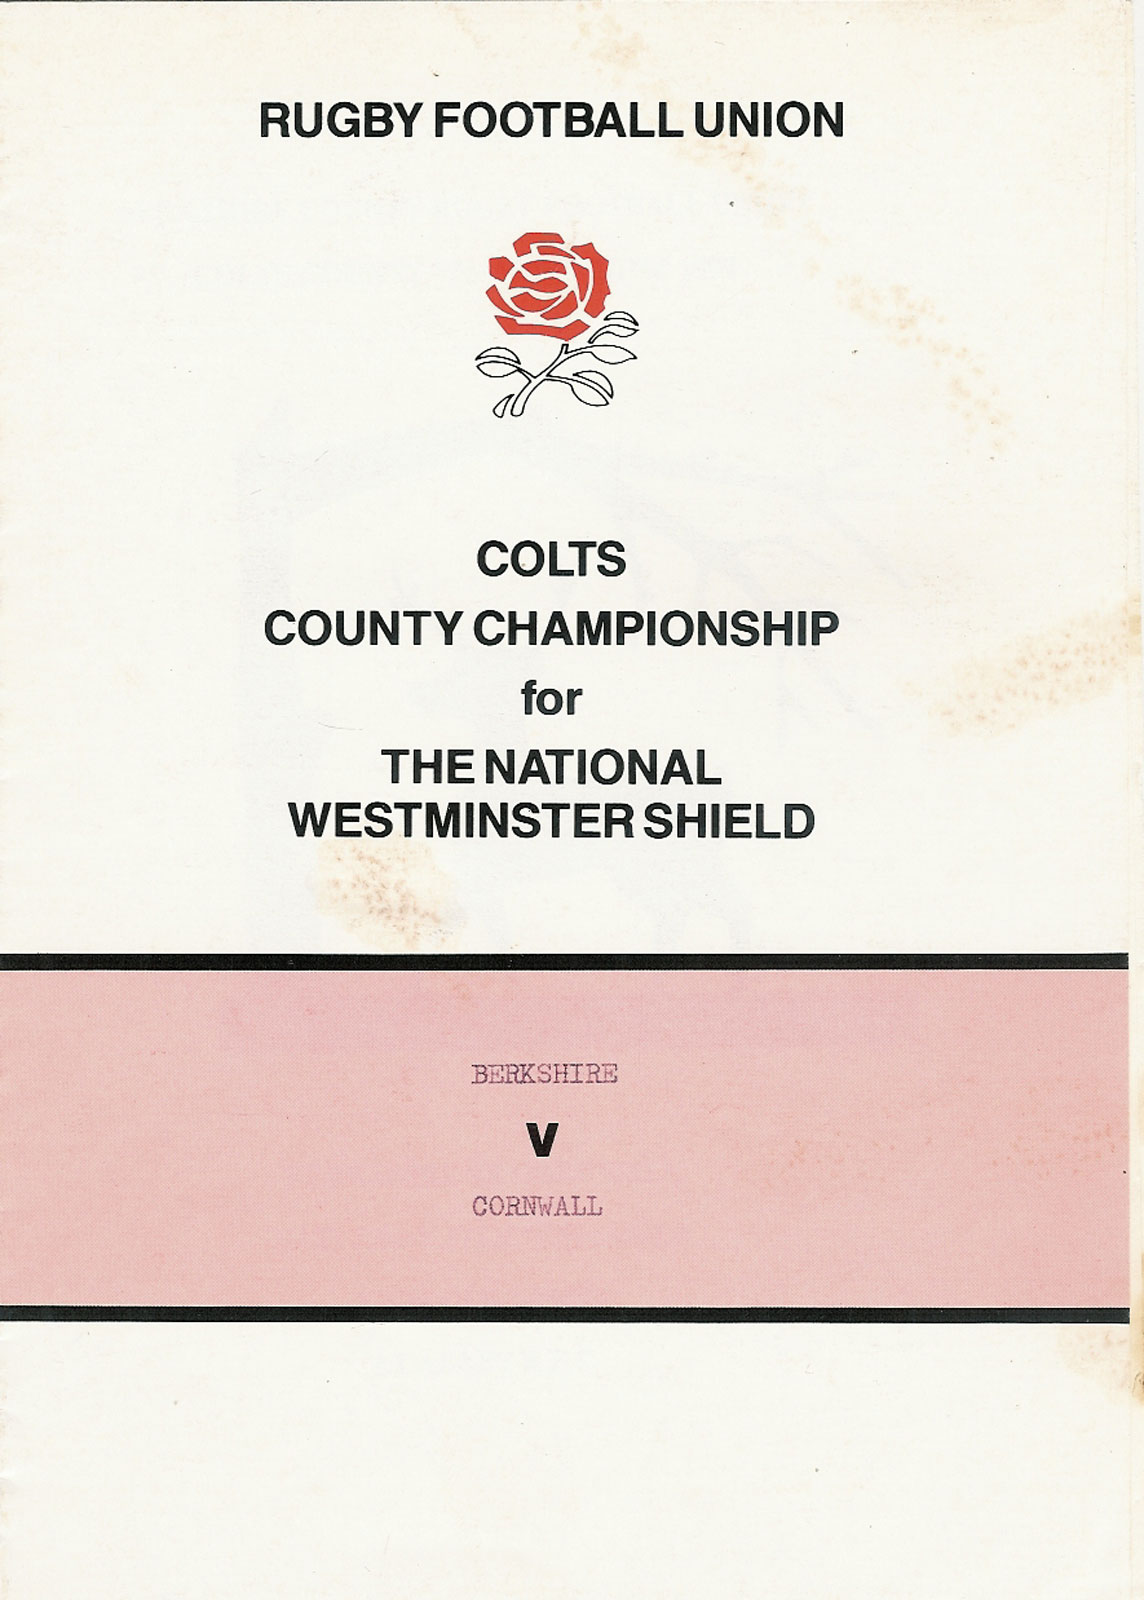 RUGBY FOOTBALL UNION
COLTS
COUNTY CHAMPIONSHIP
for
THE NATIONAL
WESTMINSTER SHIELD
BERKSHIRE
V
CORNWALL